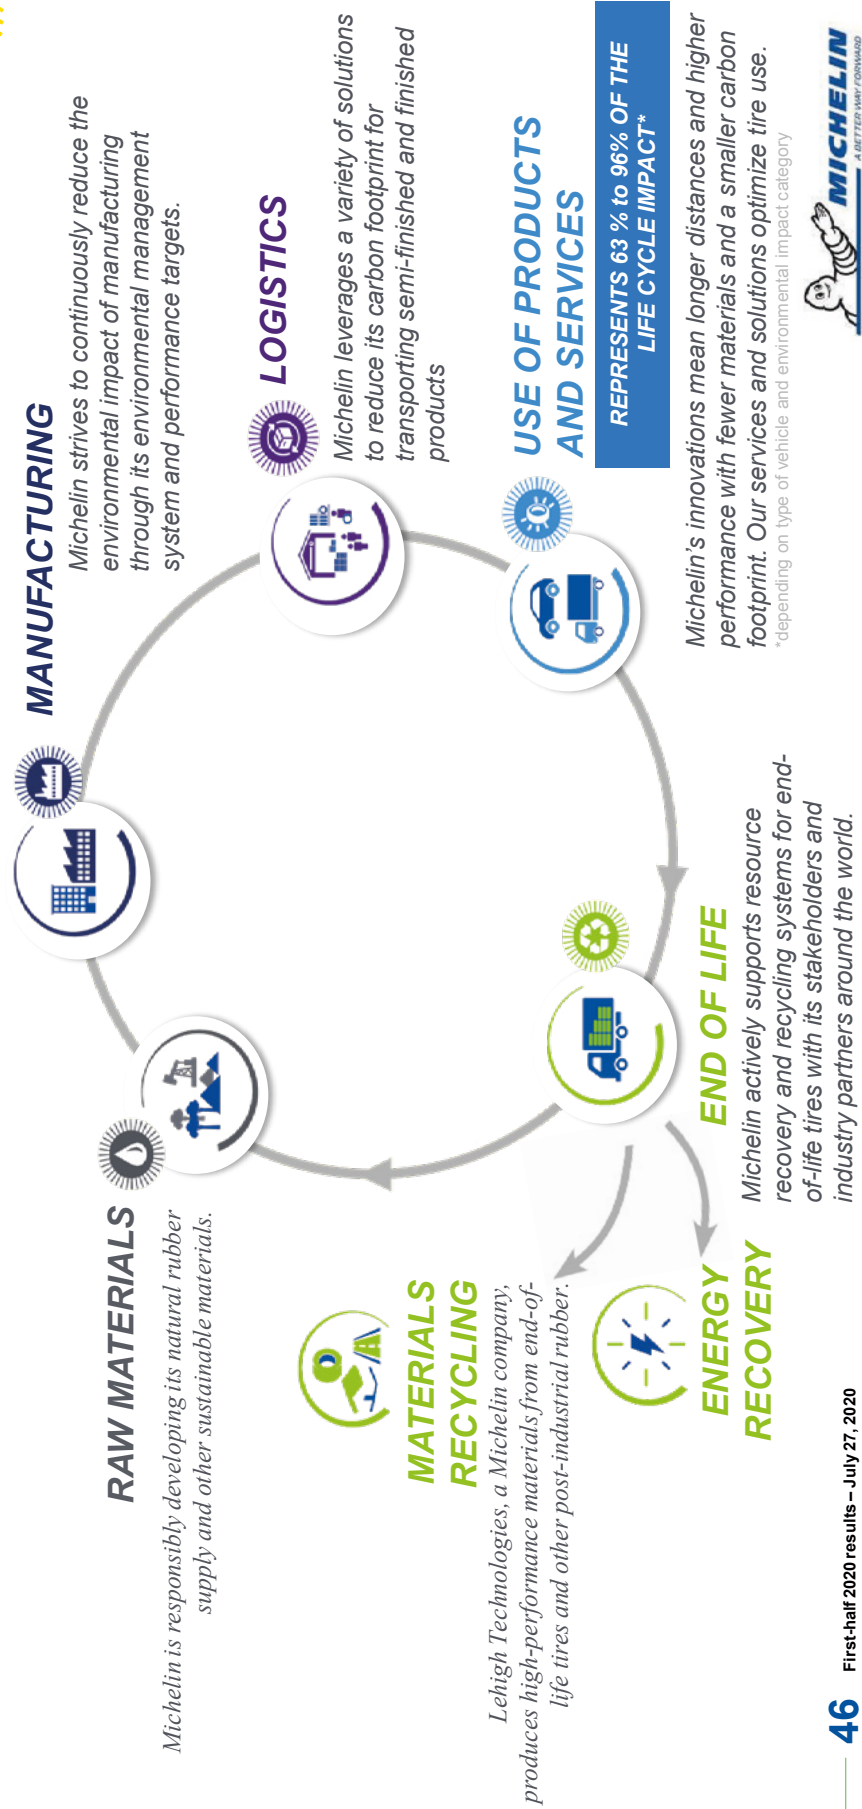 MANUFACTURING
Michelin strives to continuously reduce the
environmental impact of manufacturing
through its environmental management
system and performance targets.
LOGISTICS
Michelin leverages a variety of solutions
to reduce its carbon footprint for
transporting semi-finished and finished
products
USE OF PRODUCTS
AND SERVICES
REPRESENTS 63 % to 96% OF THE
LIFE CYCLE IMPACT*
Michelin's innovations mean longer distances and higher
performance with fewer materials and a smaller carbon
footprint. Our services and solutions optimize tire use.
*depending on type of vehicle and environmental impact category
END OF LIFE
Michelin actively supports resource
recovery and recycling systems for end-
of-life tires with its stakeholders and
industry partners around the world.
RAW MATERIALS
Michelin is responsibly developing its natural rubber
supply and other sustainable materials.
MATERIALS
RECYCLING
Lehigh Technologies, a Michelin company,
produces high-performance materials from end-of-
life tires and other post-industrial rubber.
ENERGY
RECOVERY
46 First-half 2020 results – July 27, 2020
MICHELIN
A BETTER WAY FORWARD